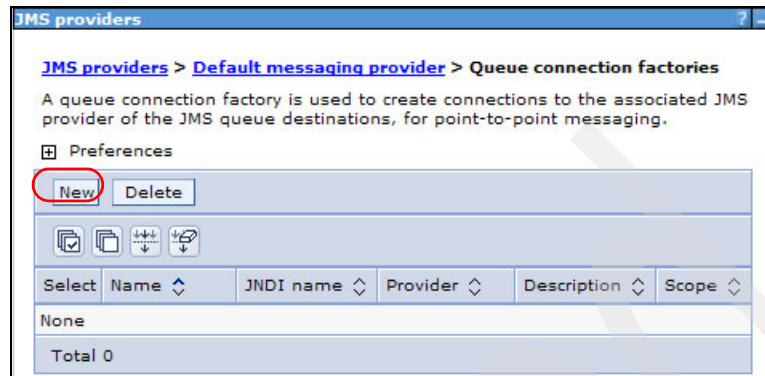 JMS providers ?
JMS providers > Default messaging provider > Queue connection factories
A queue connection factory is used to create connections to the associated JMS
provider of the JMS queue destinations, for point-to-point messaging.
Preferences
New Delete
Select Name JNDI name Provider Description Scope
None
Total 0